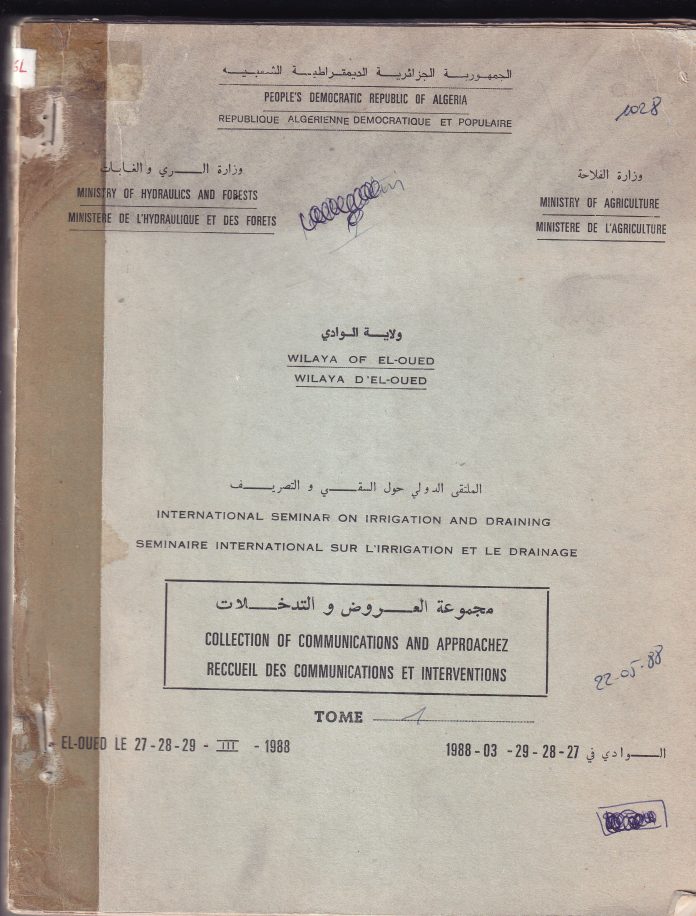 SL
الجمهورية الجزائرية الديمقراطية الشعبية
PEOPLE'S DEMOCRATIC REPUBLIC OF ALGERIA
REPUBLIQUE ALGERIENNE DEMOCRATIQUE ET POPULAIRE
1028
وزارة الري والغابات
MINISTRY OF HYDRAULICS AND FORESTS
MINISTERE DE L'HYDRAULIQUE ET DES FORETS
وزارة الفلاحة
MINISTRY OF AGRICULTURE
MINISTERE DE L'AGRICULTURE
ولاية الوادي
WILAYA OF EL-OUED
WILAYA D'EL-OUED
الملتقى الدولي حول السقي و التصريف
INTERNATIONAL SEMINAR ON IRRIGATION AND DRAINING
SEMINAIRE INTERNATIONAL SUR L'IRRIGATION ET LE DRAINAGE
مجموعة العروض و التدخلات
COLLECTION OF COMMUNICATIONS AND APPROACHEZ
RECCUEIL DES COMMUNICATIONS ET INTERVENTIONS
22-05-88
TOME 1
EL-OUED LE 27-28-29 - III - 1988
الوادي في 27-28-29- 03-1988